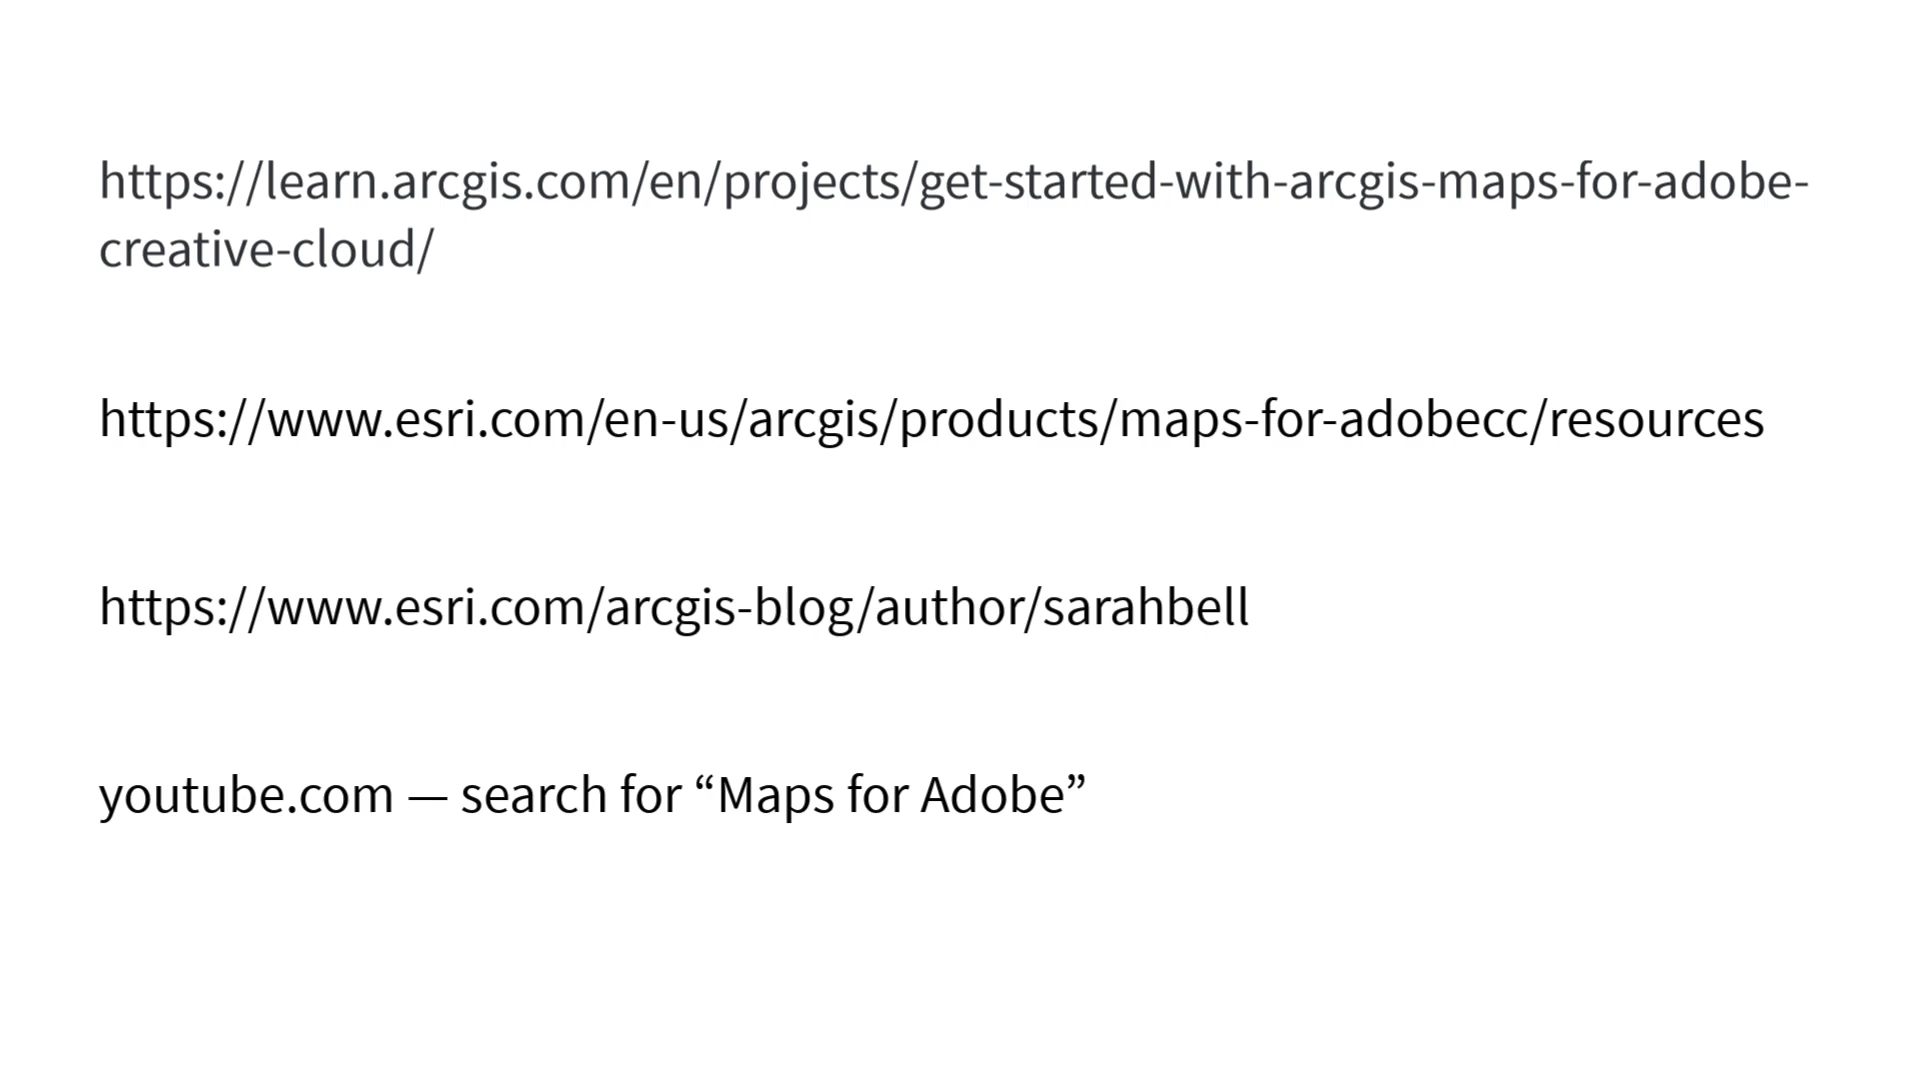 https://learn.arcgis.com/en/projects/get-started-with-arcgis-maps-for-adobe-
creative-cloud/
https://www.esri.com/en-us/arcgis/products/maps-for-adobecc/resources
https://www.esri.com/arcgis-blog/author/sarahbell
youtube.com — search for “Maps for Adobe”